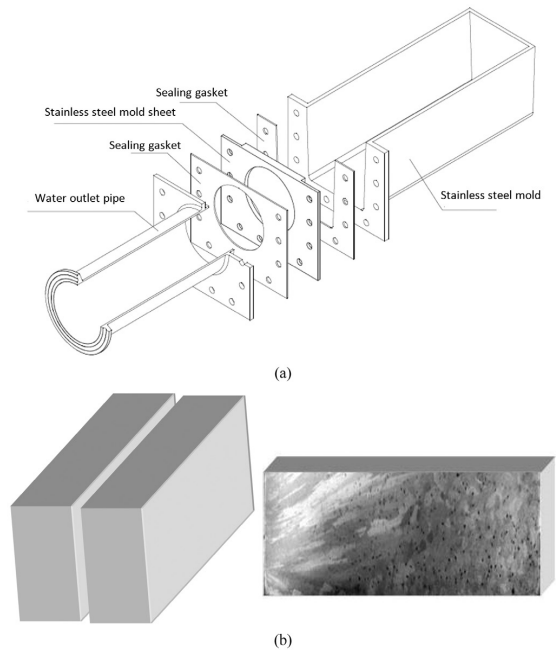 Sealing gasket
Stainless steel mold sheet
Sealing gasket
Water outlet pipe
Stainless steel mold
(a)
(b)